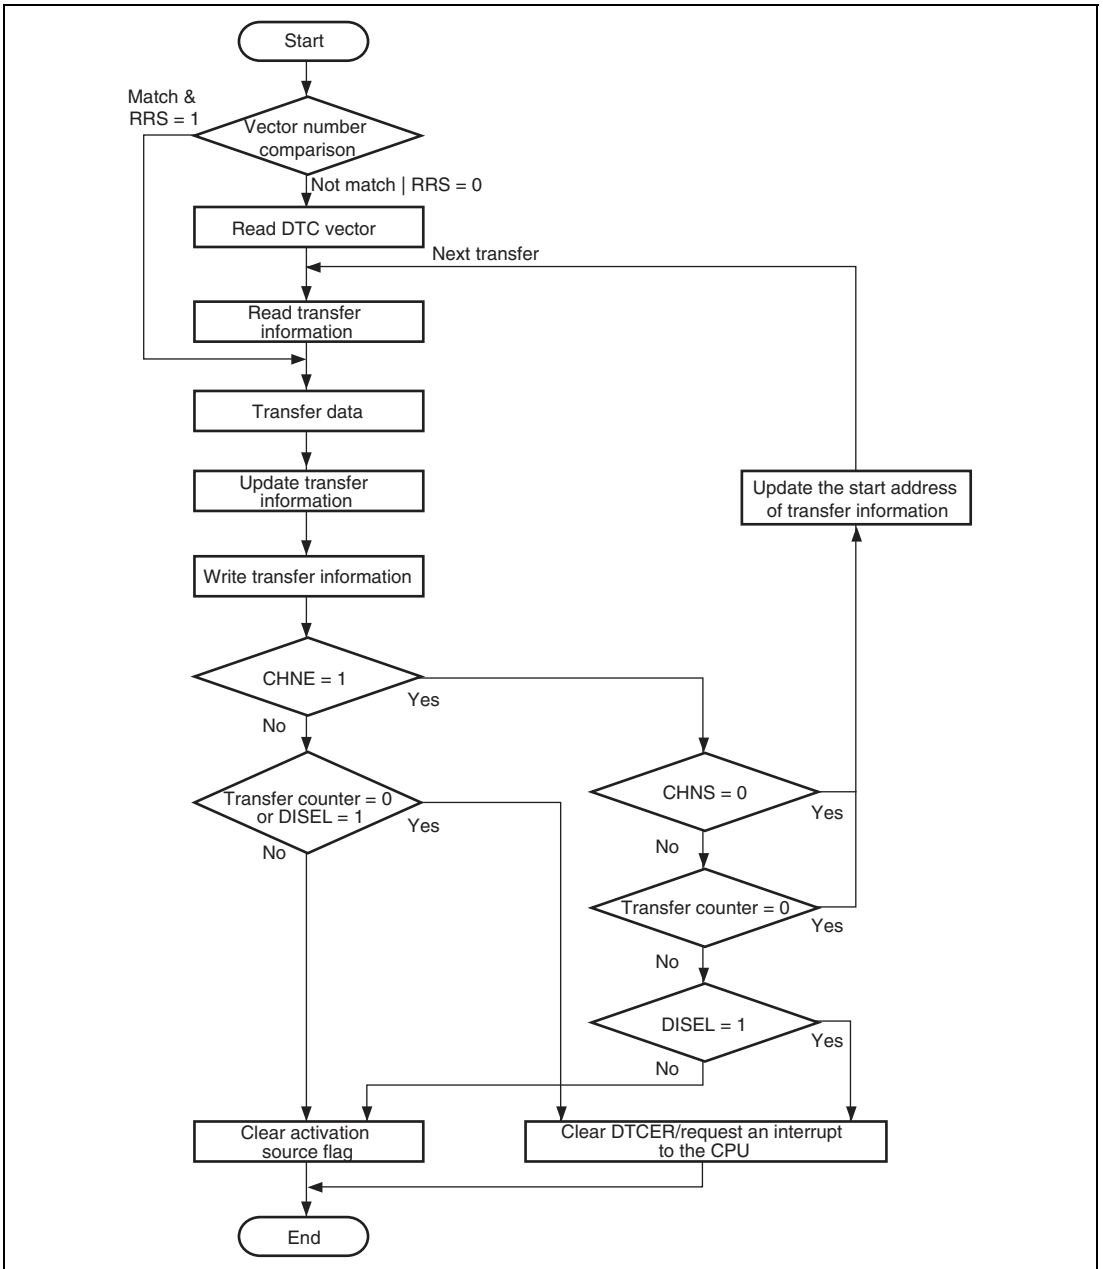 Start
Match &
RRS = 1
Vector number
comparison
Not match | RRS = 0
Read DTC vector
Next transfer
Read transfer
information
Transfer data
Update transfer
information
Update the start address
of transfer information
Write transfer information
CHNE = 1
Yes
No
Transfer counter = 0
or DISEL = 1
Yes
No
CHNS = 0
Yes
No
Transfer counter = 0
Yes
No
DISEL = 1
Yes
No
Clear activation
source flag
Clear DTCER/request an interrupt
to the CPU
End